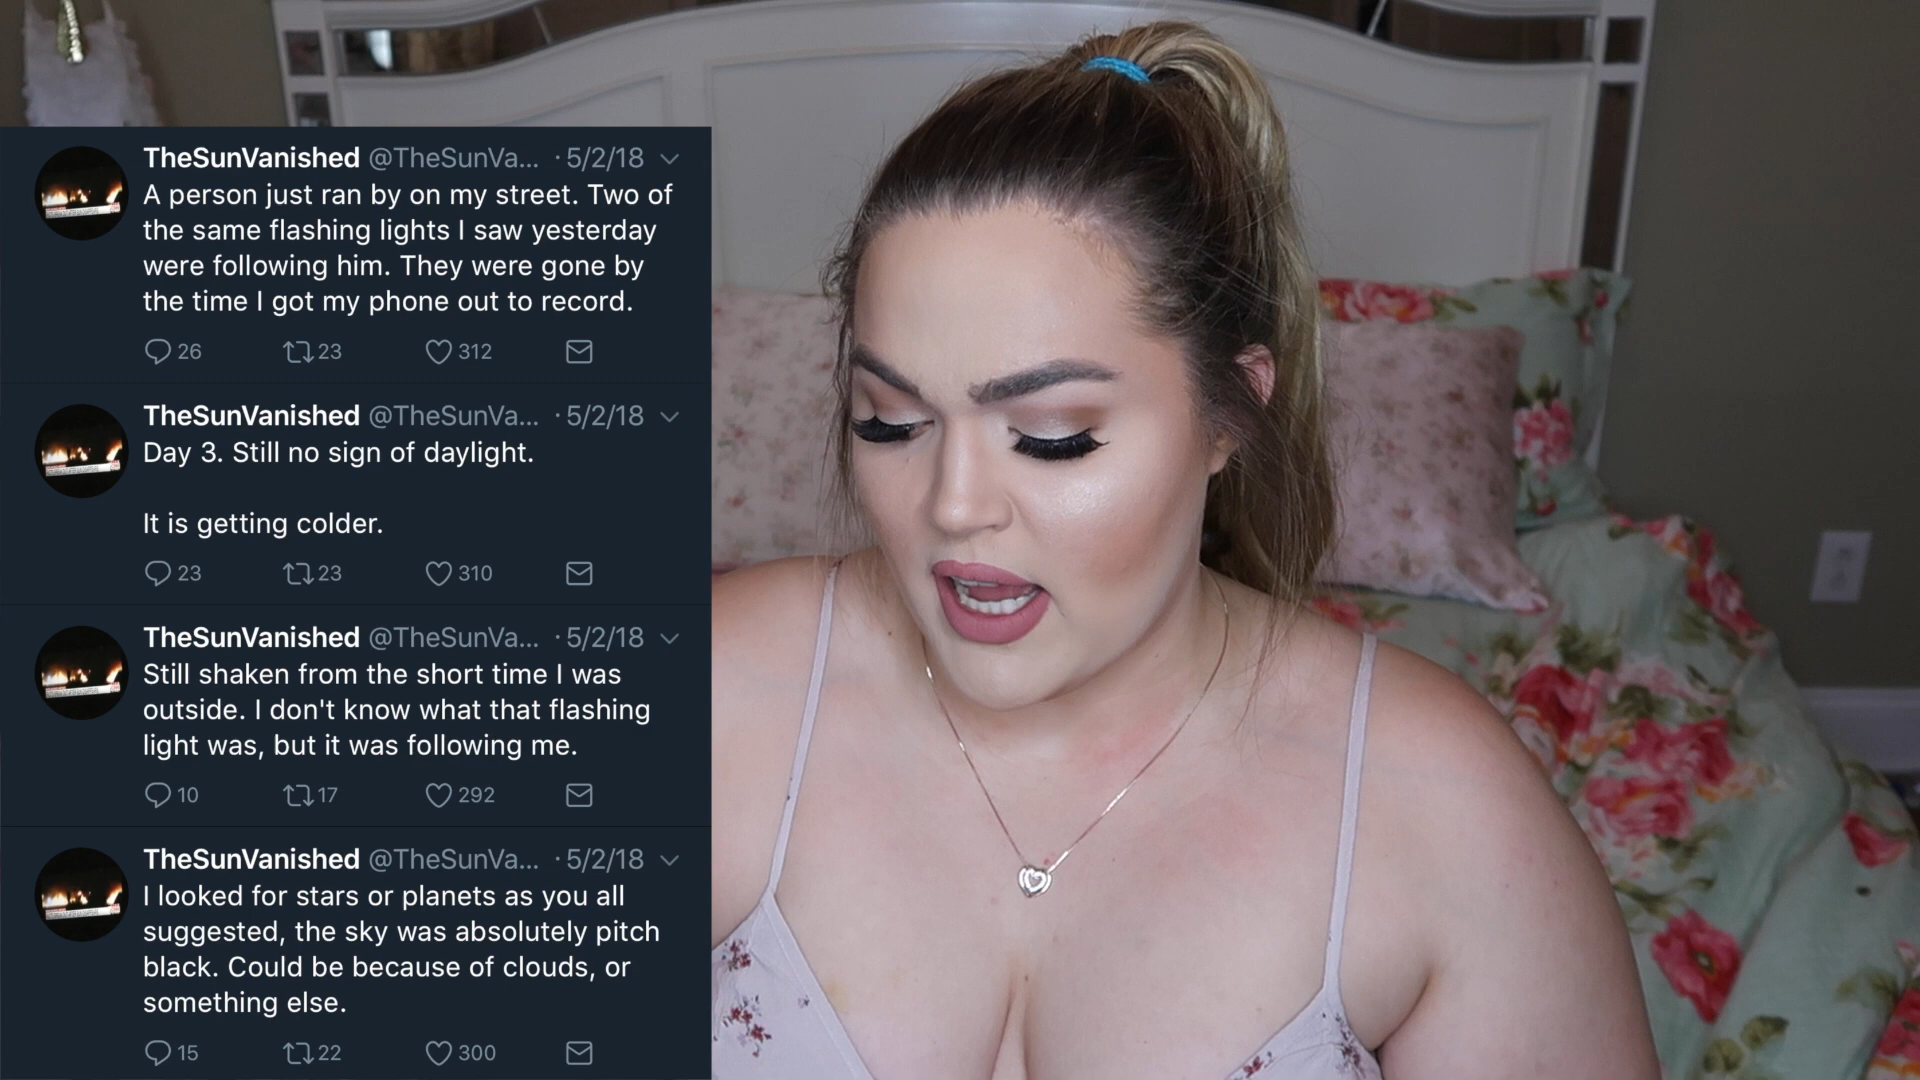 TheSunVanished @TheSunVa... · 5/2/18
A person just ran by on my street. Two of
the same flashing lights I saw yesterday
were following him. They were gone by
the time I got my phone out to record.
26 23 312
TheSunVanished @TheSunVa... · 5/2/18
Day 3. Still no sign of daylight.
It is getting colder.
23 23 310
TheSunVanished @TheSunVa... · 5/2/18
Still shaken from the short time I was
outside. I don't know what that flashing
light was, but it was following me.
10 17 292
TheSunVanished @TheSunVa... · 5/2/18
I looked for stars or planets as you all
suggested, the sky was absolutely pitch
black. Could be because of clouds, or
something else.
15 22 300